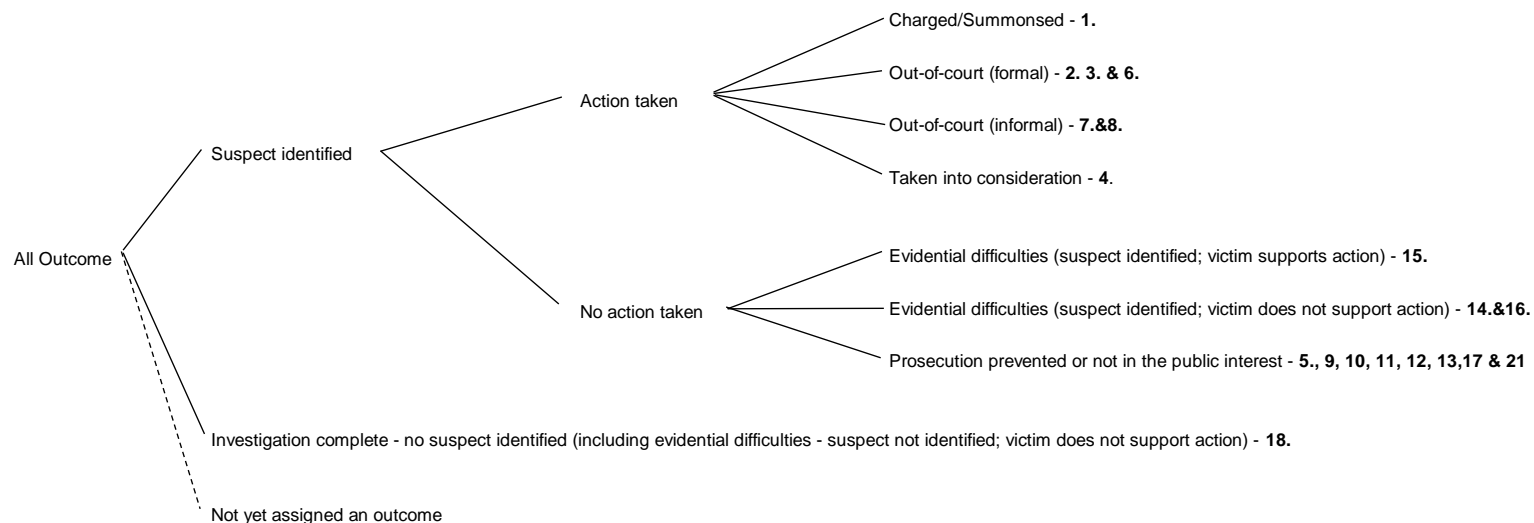 Charged/Summonsed - 1.
Out-of-court (formal) - 2. 3. & 6.
Action taken
Out-of-court (informal) - 7.&8.
Suspect identified
Taken into consideration - 4.
All Outcome
Evidential difficulties (suspect identified; victim supports action) - 15.
No action taken
Evidential difficulties (suspect identified; victim does not support action) - 14.&16.
Prosecution prevented or not in the public interest - 5., 9, 10, 11, 12, 13,17 & 21
Investigation complete - no suspect identified (including evidential difficulties - suspect not identified; victim does not support action) - 18.
Not yet assigned an outcome